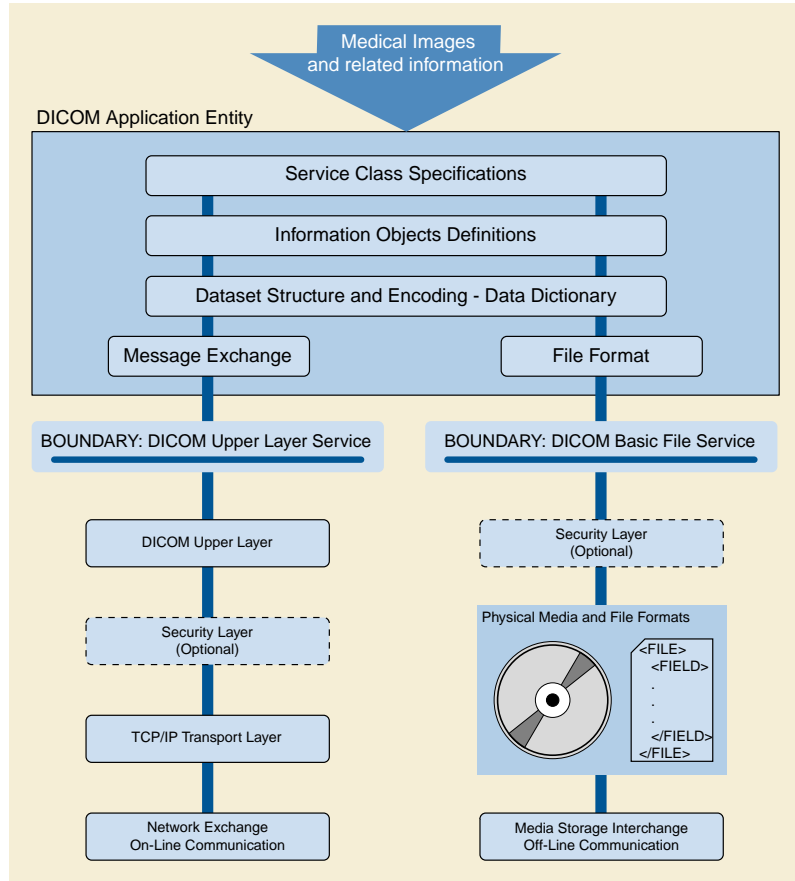 Medical Images
and related information
DICOM Application Entity
Service Class Specifications
Information Objects Definitions
Dataset Structure and Encoding - Data Dictionary
Message Exchange
File Format
BOUNDARY: DICOM Upper Layer Service
BOUNDARY: DICOM Basic File Service
DICOM Upper Layer
Security Layer
(Optional)
Security Layer
(Optional)
Physical Media and File Formats
<FILE>
<FIELD>
.
.
.
</FIELD>
</FILE>
TCP/IP Transport Layer
Network Exchange
On-Line Communication
Media Storage Interchange
Off-Line Communication